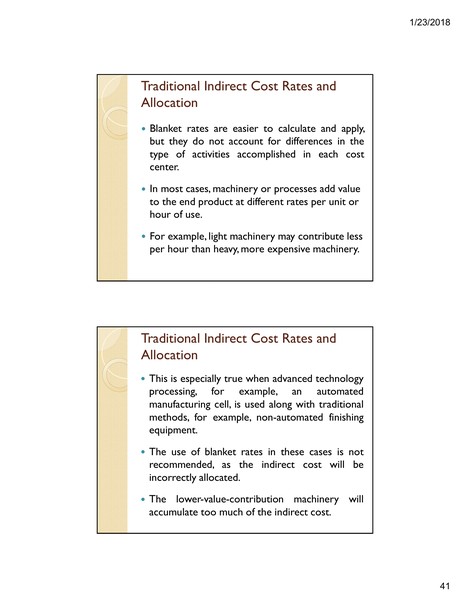 1/23/2018
Traditional Indirect Cost Rates and
Allocation
• Blanket rates are easier to calculate and apply,
but they do not account for differences in the
type of activities accomplished in each cost
center.
• In most cases, machinery or processes add value
to the end product at different rates per unit or
hour of use.
• For example, light machinery may contribute less
per hour than heavy, more expensive machinery.
Traditional Indirect Cost Rates and
Allocation
• This is especially true when advanced technology
processing, for example, an automated
manufacturing cell, is used along with traditional
methods, for example, non-automated finishing
equipment.
• The use of blanket rates in these cases is not
recommended, as the indirect cost will be
incorrectly allocated.
• The lower-value-contribution machinery will
accumulate too much of the indirect cost.
41